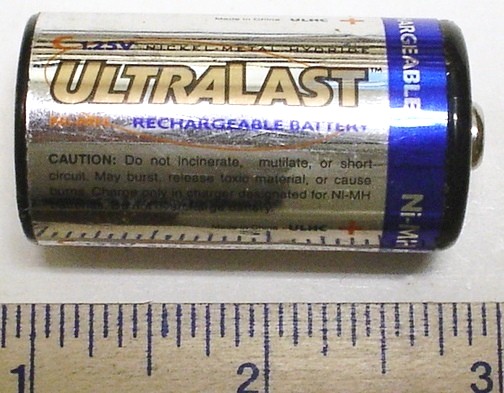 Made in China ULHC +
C 1.25V NICKEL-METAL HYDRIDE
ULTRALAST™
RECHARGEABLE BATTERY
CAUTION: Do not incinerate, mutilate, or short
circuit. May burst, release toxic material, or cause
burns. Charge only in charger designated for Ni-MH
ULHC +
ARGEABLE
Ni-MH
1 2 3